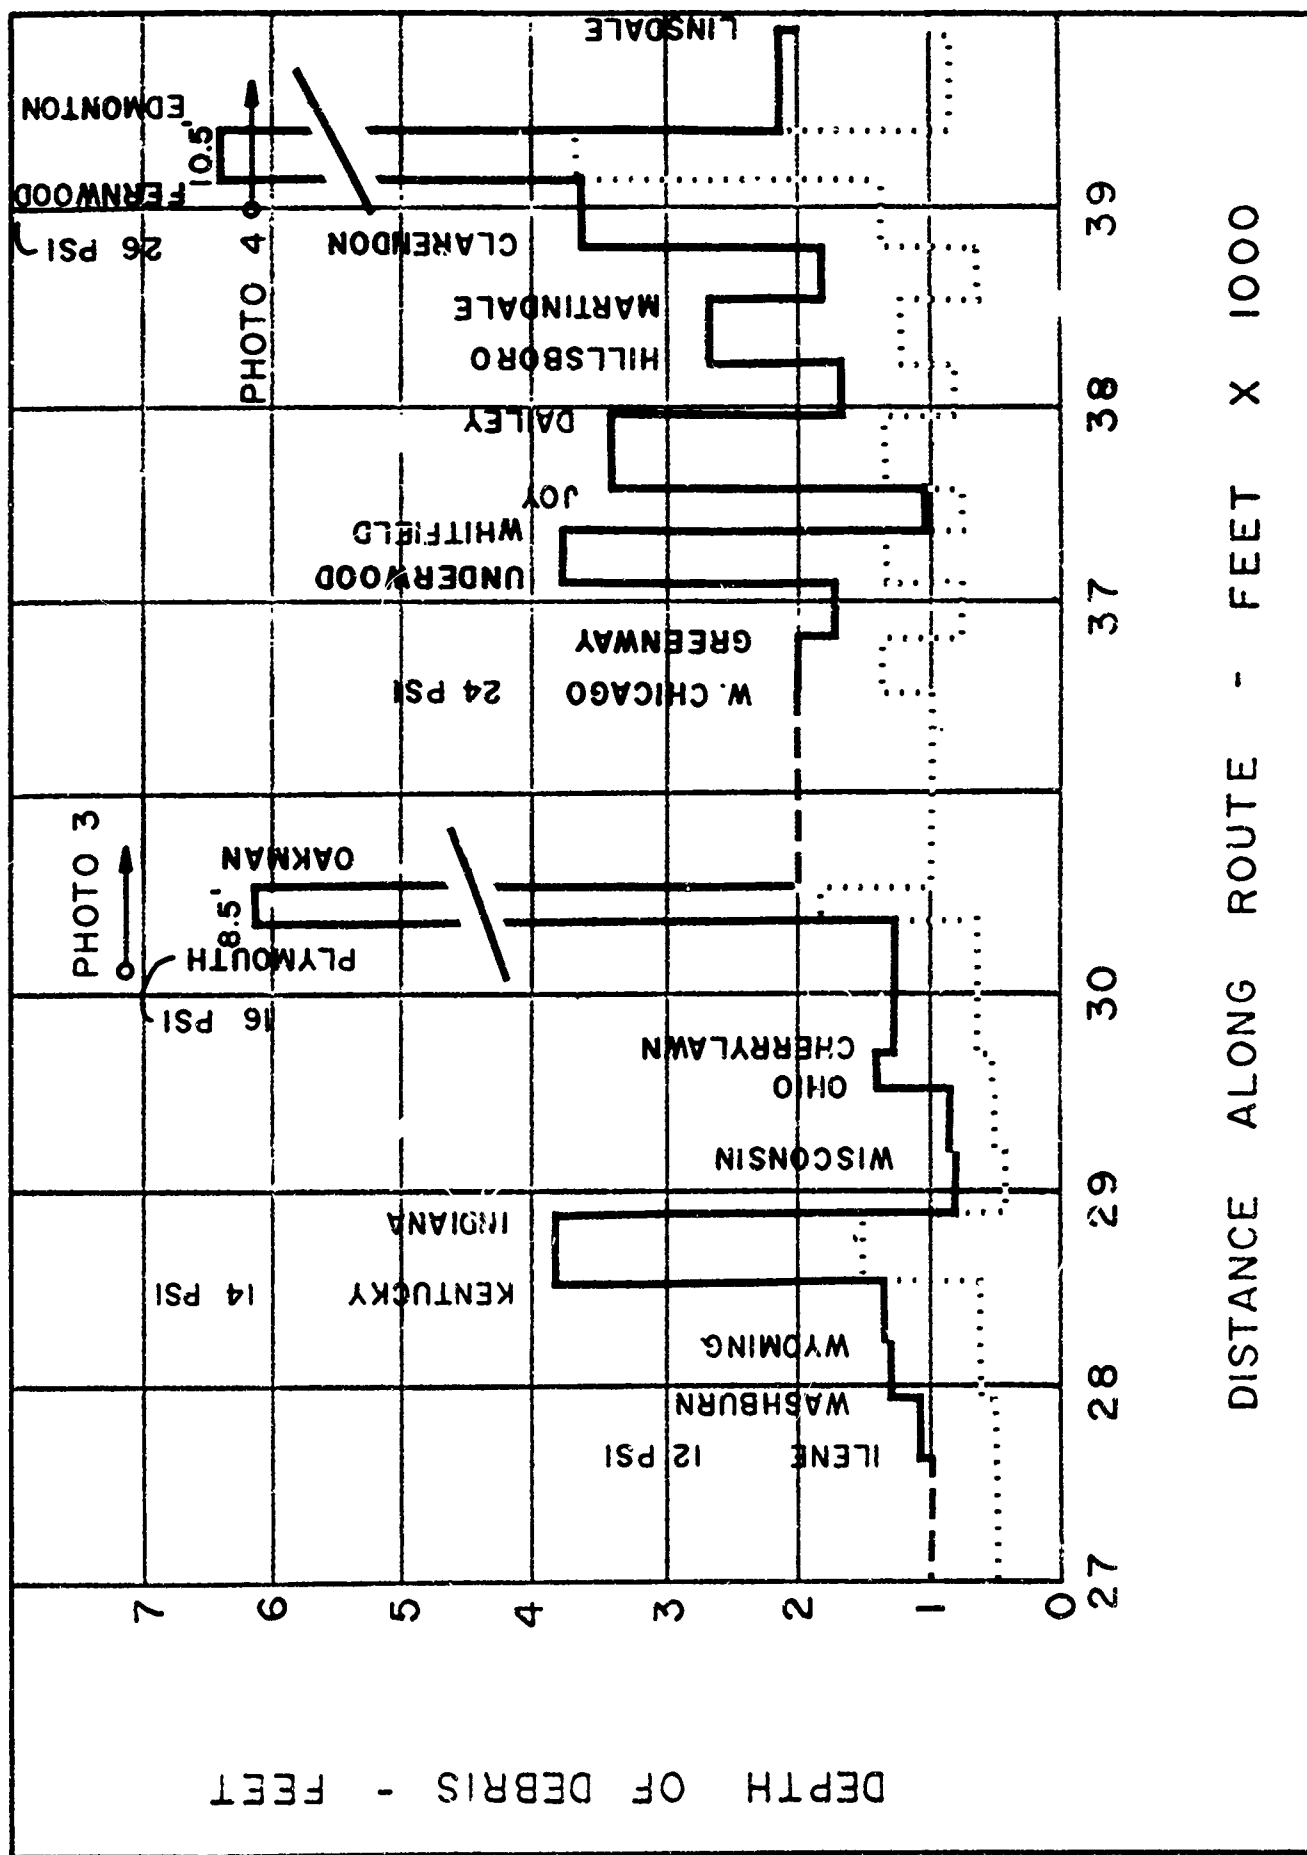 DEPTH OF DEBRIS - FEET
7
6
5
4
3
2
1
0
27
28
29
30
37
38
39
DISTANCE ALONG ROUTE - FEET X 1000
ILENE
12 PSI
WASHBURN
WYOMING
KENTUCKY
14 PSI
INDIANA
WISCONSIN
OHIO
CHERRYLAWN
16 PSI
PLYMOUTH
8.5'
PHOTO 3
OAKMAN
W. CHICAGO
24 PSI
GREENWAY
UNDERWOOD
WHITFIELD
JOY
DAILEY
HILLSBORO
MARTINDALE
CLARENDON
26 PSI
PHOTO 4
FERNWOOD
10.5'
EDMONTON
LINSDALE